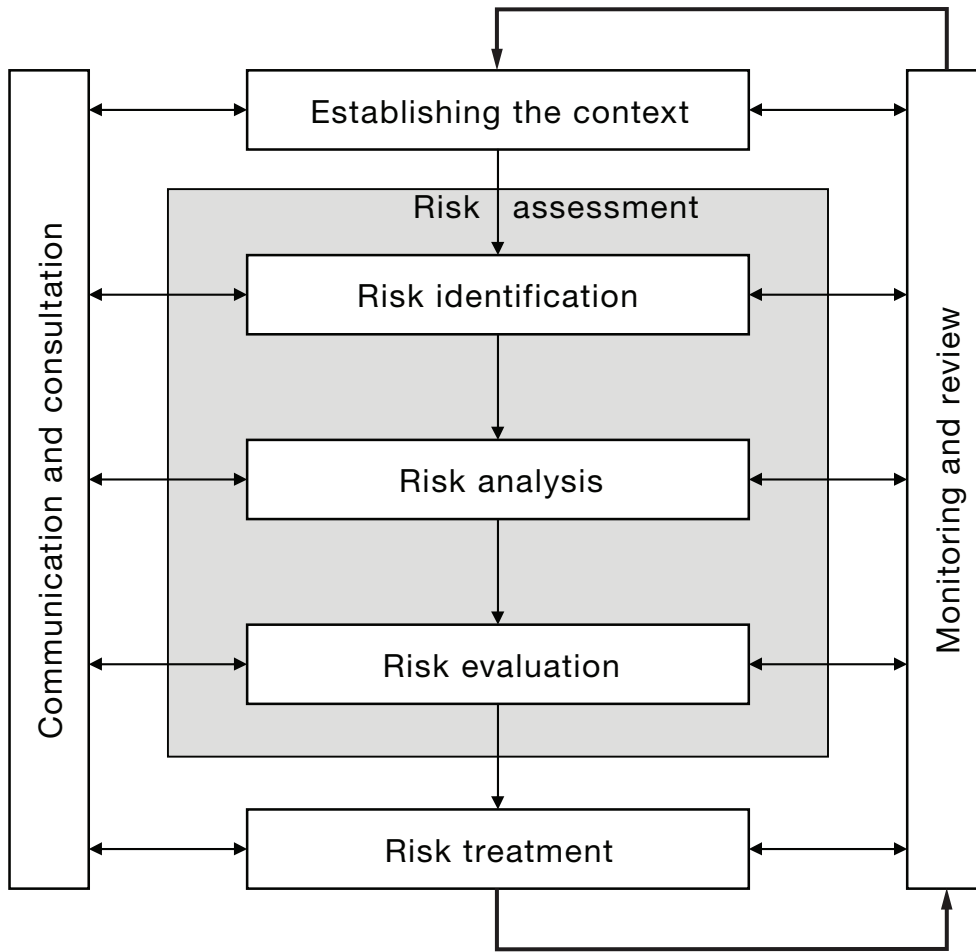 Establishing the context
Risk assessment
Risk identification
Risk analysis
Risk evaluation
Risk treatment
Communication and consultation
Monitoring and review